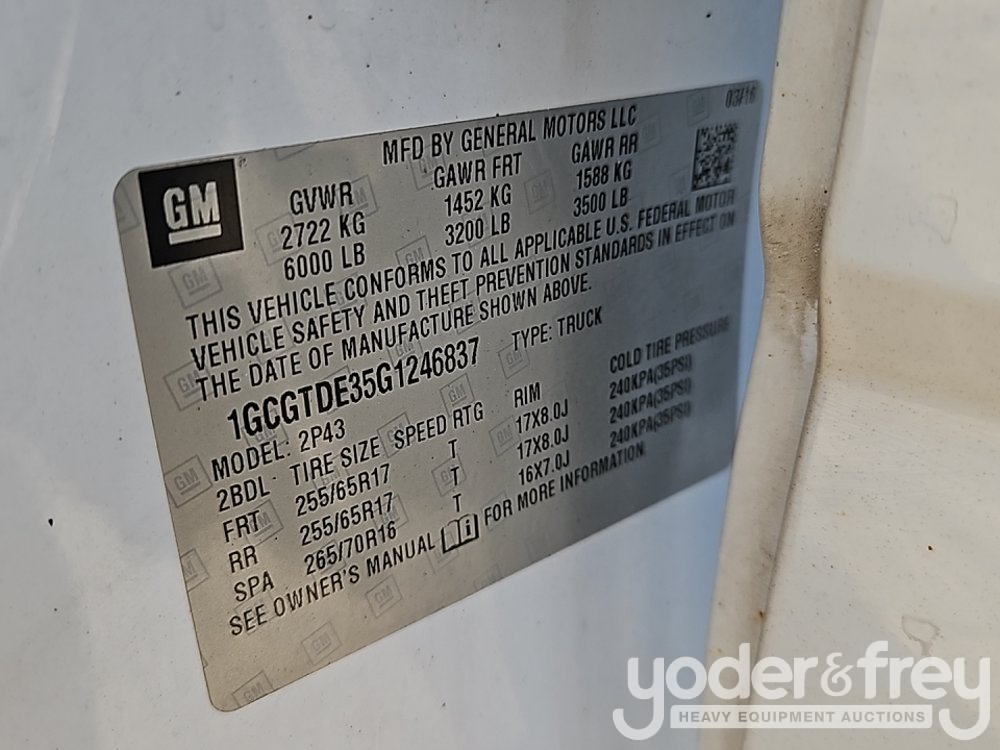 03/16
MFD BY GENERAL MOTORS LLC
GM
GVWR GAWR FRT GAWR RR
2722 KG 1452 KG 1588 KG
6000 LB 3200 LB 3500 LB
THIS VEHICLE CONFORMS TO ALL APPLICABLE U.S. FEDERAL MOTOR
VEHICLE SAFETY AND THEFT PREVENTION STANDARDS IN EFFECT ON
THE DATE OF MANUFACTURE SHOWN ABOVE.
1GCGTDE35G1246837 TYPE: TRUCK
MODEL: 2P43
2BDL TIRE SIZE SPEED RTG RIM COLD TIRE PRESSURE
FRT 255/65R17 T 17X8.0J 240KPA(35PSI)
RR 255/65R17 T 17X8.0J 240KPA(35PSI)
SPA 265/70R16 T 16X7.0J 240KPA(35PSI)
SEE OWNER'S MANUAL i FOR MORE INFORMATION.
yoder&frey
HEAVY EQUIPMENT AUCTIONS